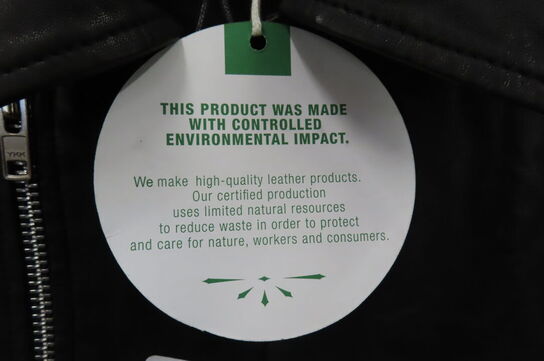 THIS PRODUCT WAS MADE
WITH CONTROLLED
ENVIRONMENTAL IMPACT.
We make high-quality leather products.
Our certified production
uses limited natural resources
to reduce waste in order to protect
and care for nature, workers and consumers.
YKK